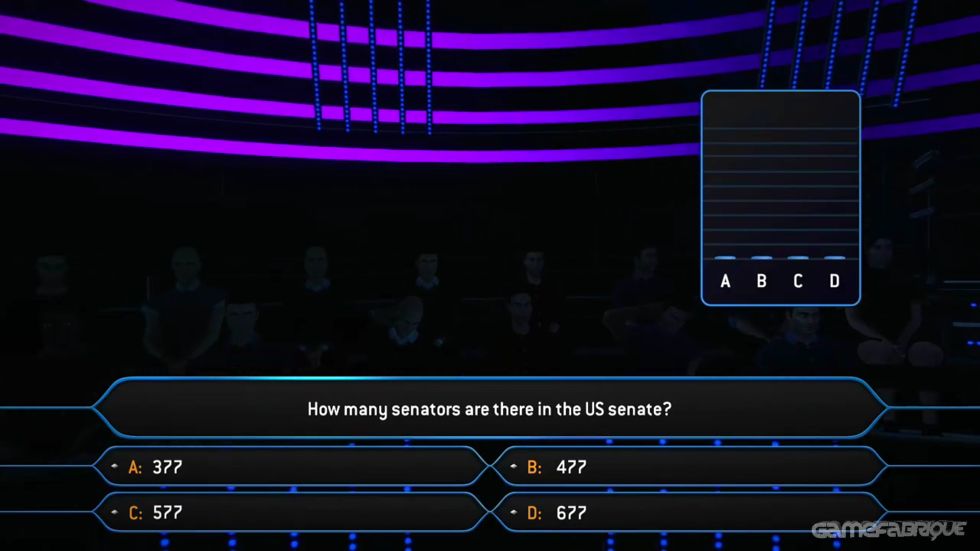 A B C D
How many senators are there in the US senate?
A: 377
B: 477
C: 577
D: 677
GAMEFABRIQUE